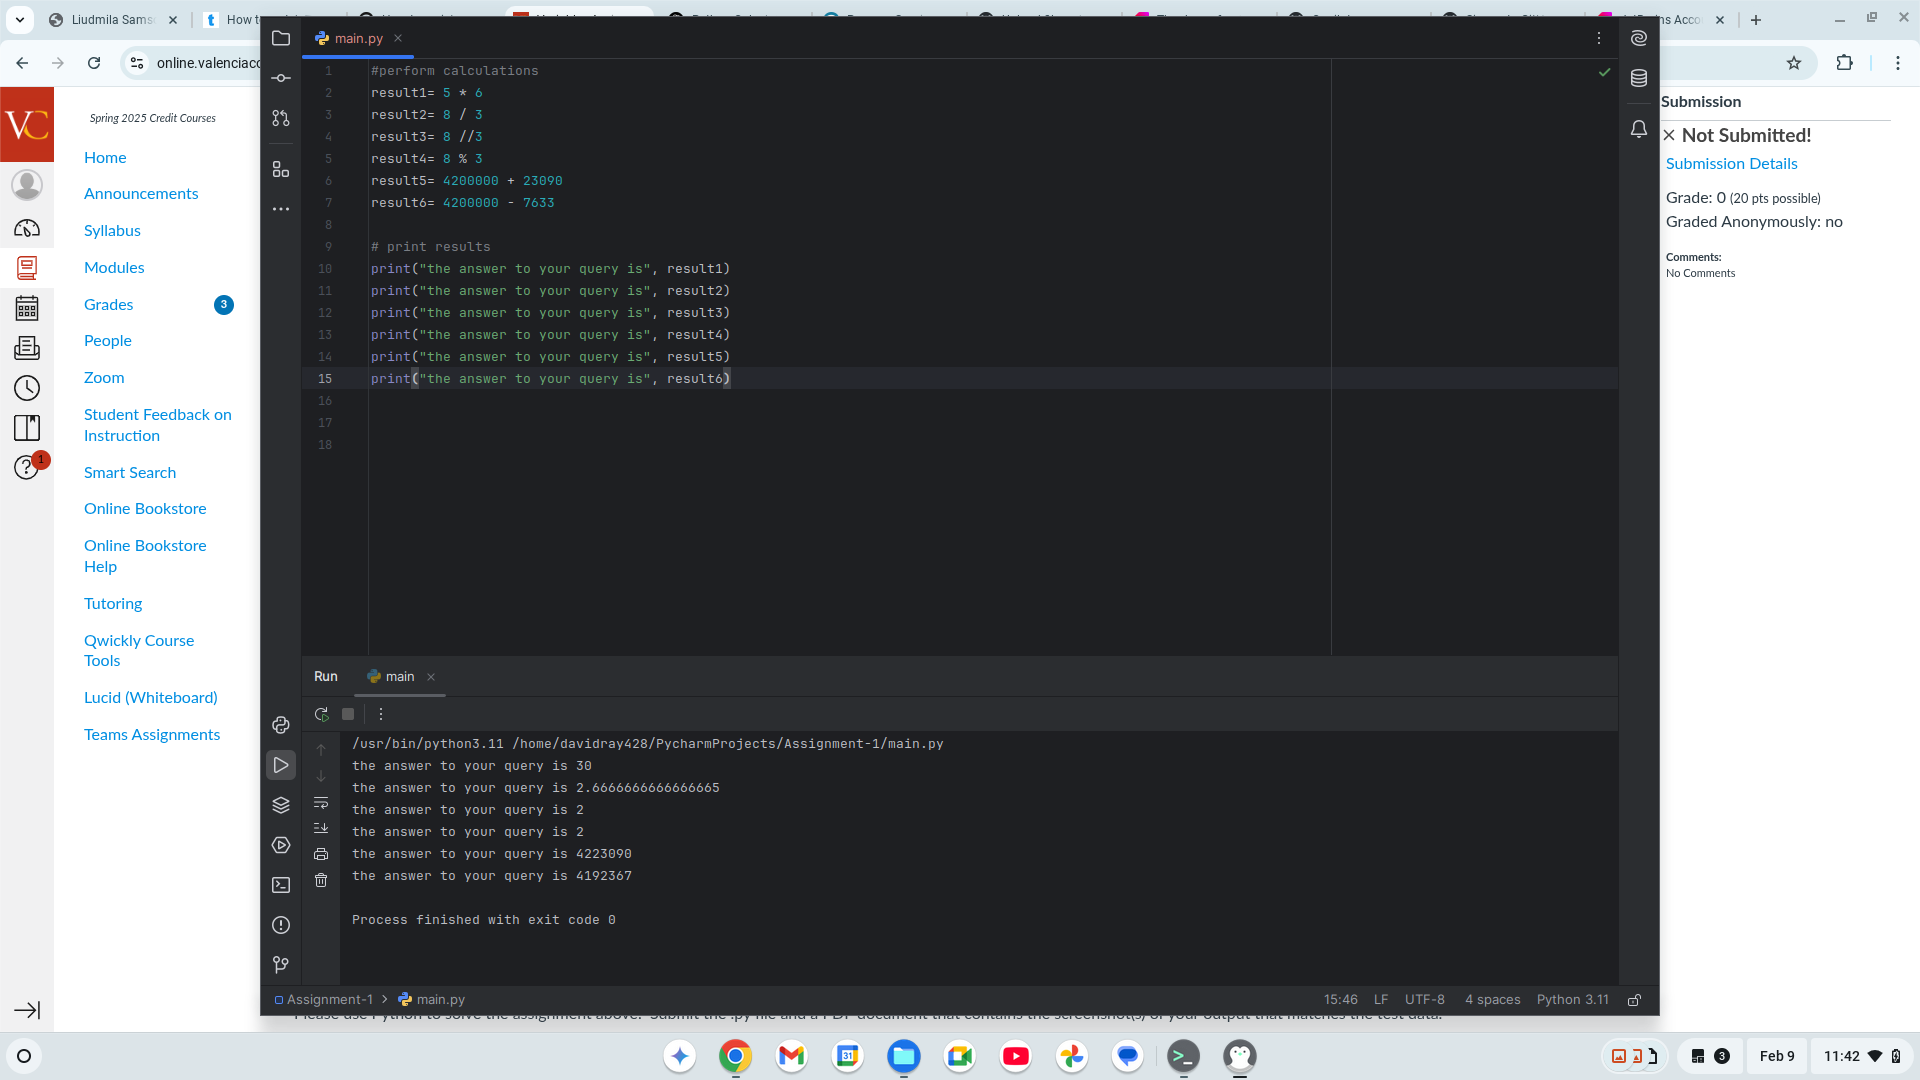 Liudmila Sams
How to
online.valenciacc
VC
Spring 2025 Credit Courses
Home
Announcements
Syllabus
Modules
Grades
3
People
Zoom
Student Feedback on
Instruction
1
Smart Search
Online Bookstore
Online Bookstore
Help
Tutoring
Qwickly Course
Tools
Lucid (Whiteboard)
Teams Assignments
main.py
1 #perform calculations
2 result1= 5 * 6
3 result2= 8 / 3
4 result3= 8 //3
5 result4= 8 % 3
6 result5= 4200000 + 23090
7 result6= 4200000 - 7633
8
9 # print results
10 print("the answer to your query is", result1)
11 print("the answer to your query is", result2)
12 print("the answer to your query is", result3)
13 print("the answer to your query is", result4)
14 print("the answer to your query is", result5)
15 print("the answer to your query is", result6)
16
17
18
Run
main
/usr/bin/python3.11 /home/davidray428/PycharmProjects/Assignment-1/main.py
the answer to your query is 30
the answer to your query is 2.6666666666666665
the answer to your query is 2
the answer to your query is 2
the answer to your query is 4223090
the answer to your query is 4192367
Process finished with exit code 0
Assignment-1 > main.py
15:46 LF UTF-8 4 spaces Python 3.11
Submission
Not Submitted!
Submission Details
Grade: 0 (20 pts possible)
Graded Anonymously: no
Comments:
No Comments
Please use Python to solve the assignment above. Submit the .py file and a PDF document that contains the screenshot(s) of your output that matches the test data.
31
3
Feb 9
11:42